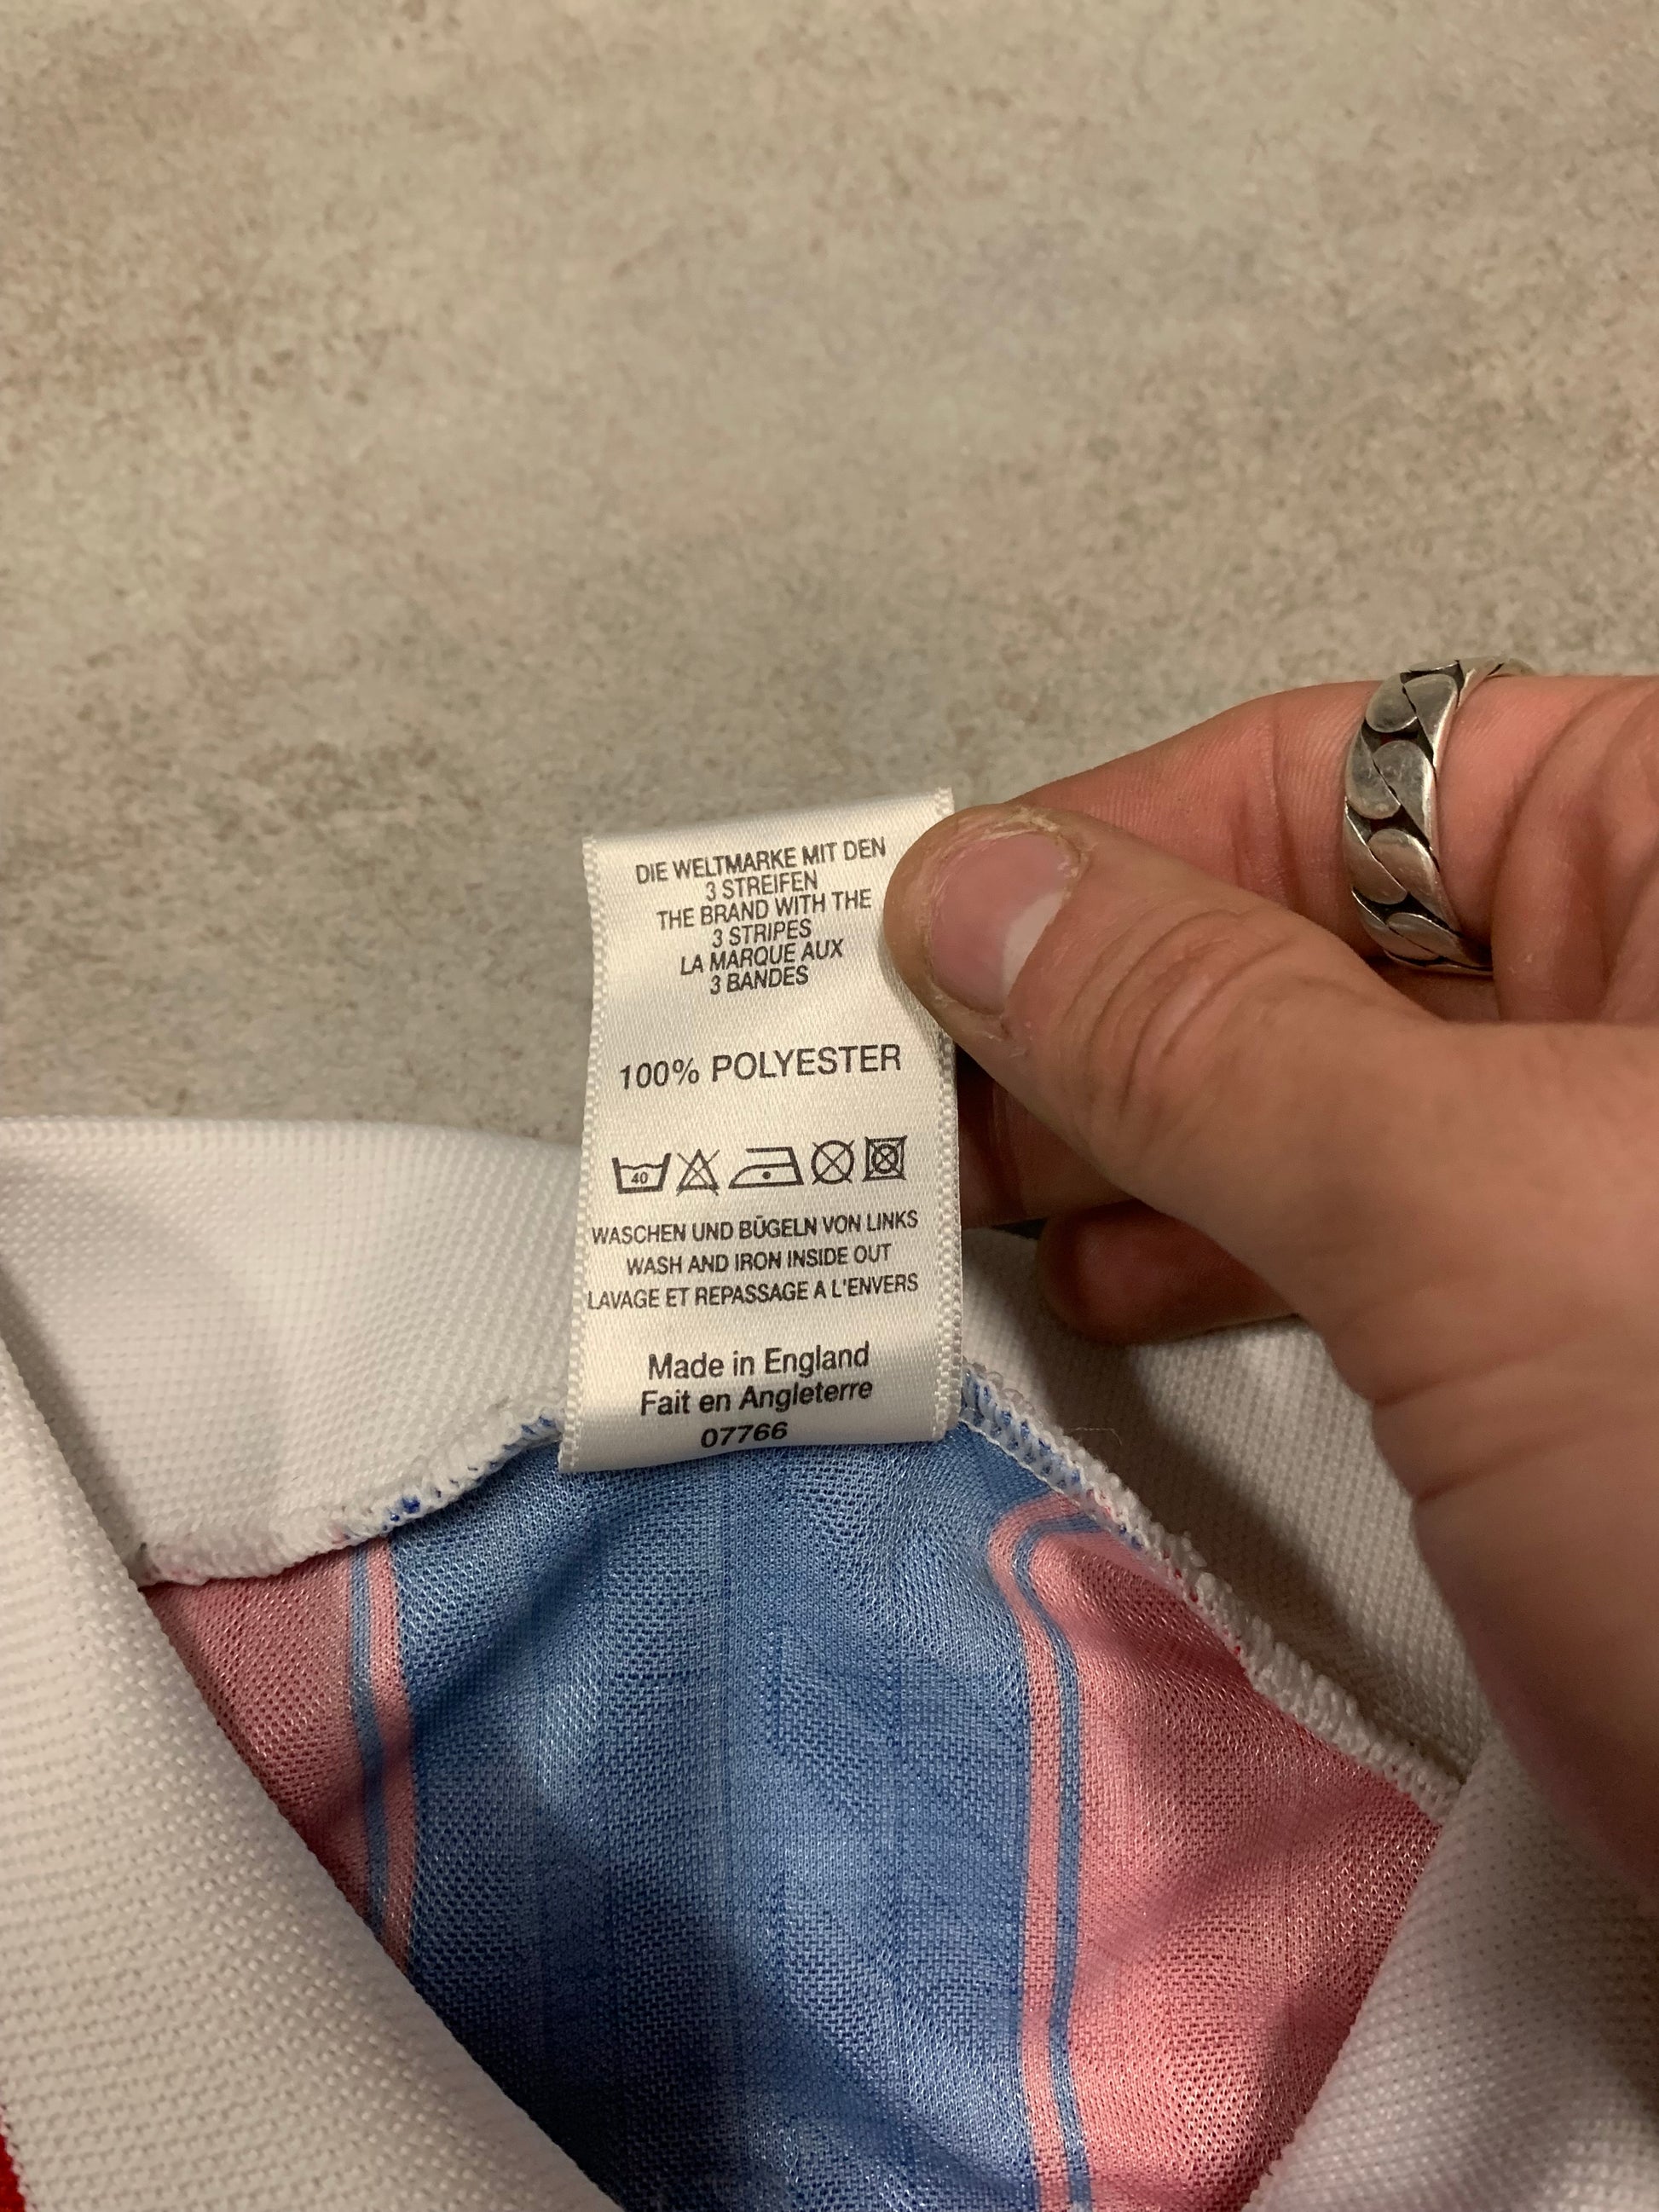 DIE WELTMARKE MIT DEN
3 STREIFEN
THE BRAND WITH THE
3 STRIPES
LA MARQUE AUX
3 BANDES
100% POLYESTER
40
WASCHEN UND BÜGELN VON LINKS
WASH AND IRON INSIDE OUT
LAVAGE ET REPASSAGE A L'ENVERS
Made in England
Fait en Angleterre
07766